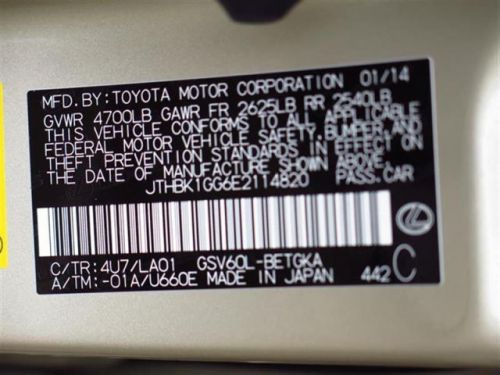 MFD.BY:TOYOTA MOTOR CORPORATION 01/14
GVWR 4700LB GAWR FR 2625LB RR 2540LB
THIS VEHICLE CONFORMS TO ALL APPLICABLE
FEDERAL MOTOR VEHICLE SAFETY,BUMPER,AND
THEFT PREVENTION STANDARDS IN EFFECT ON
THE DATE OF MANUFACTURE SHOWN ABOVE.
JTHBK1GG6E2114820 PASS.CAR
C/TR:4U7/LA01 GSV60L-BETGKA
A/TM:-01A/U660E MADE IN JAPAN 442 C